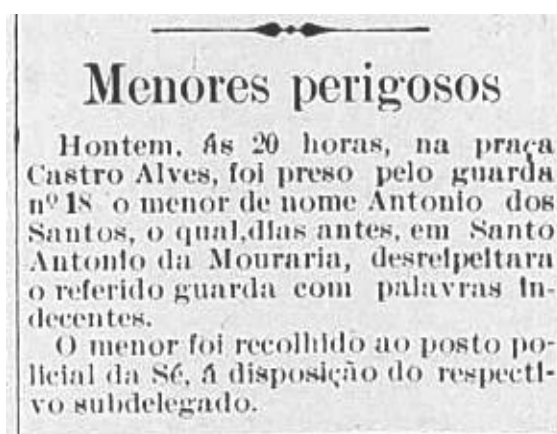 Menores perigosos
Hontem, ás 20 horas, na praça
Castro Alves, foi preso pelo guarda
nº 18 o menor de nome Antonio dos
Santos, o qual,dias antes, em Santo
Antonio da Mouraria, desreipeitara
o referido guarda com palavras in-
decentes.
O menor foi recolhido ao posto po-
licial da Sé, á disposição do respecti-
vo subdelegado.